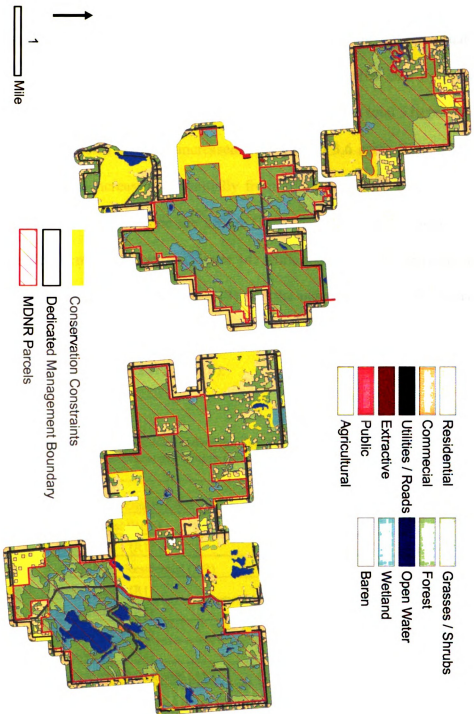 1
Mile
Conservation Constraints
Dedicated Management Boundary
MDNR Parcels
Residential
Commecial
Utilities / Roads
Extractive
Public
Agricultural
Grasses / Shrubs
Forest
Open Water
Wetland
Baren